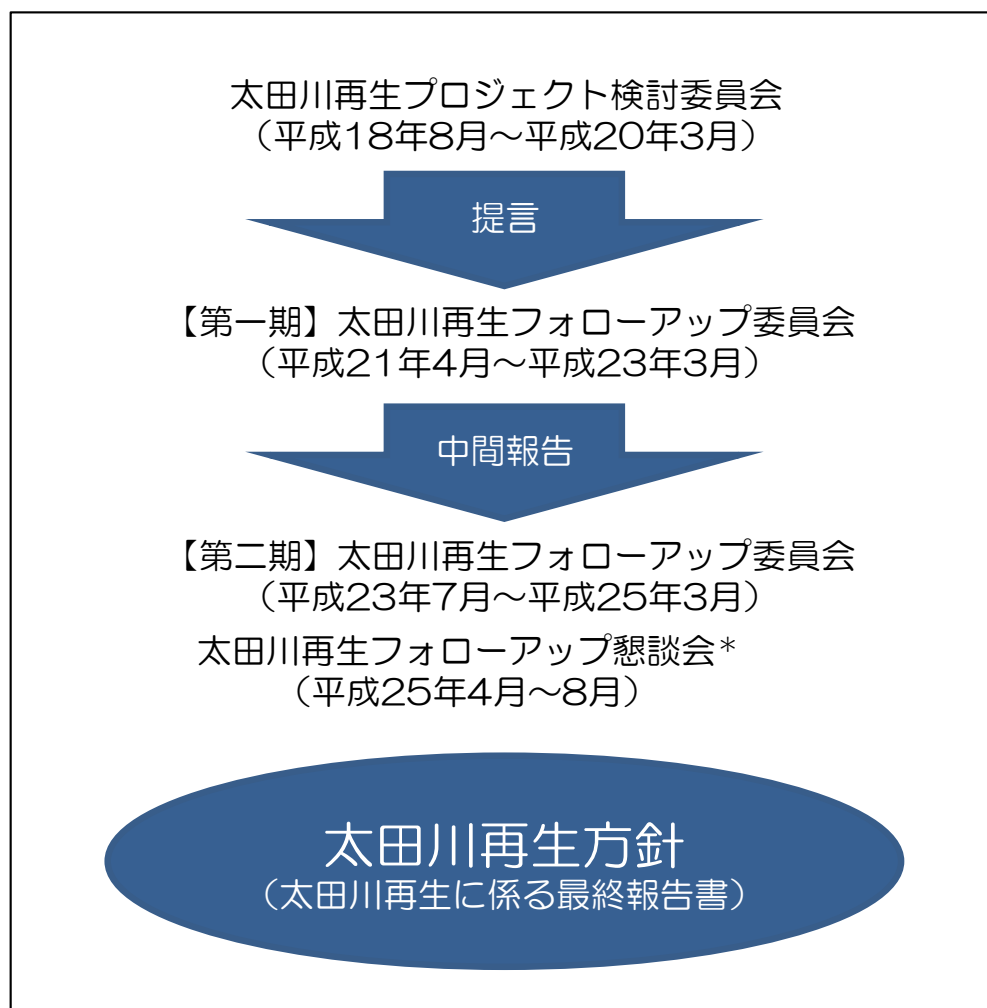 太田川再生プロジェクト検討委員会
（平成18年8月～平成20年3月）
提言
【第一期】太田川再生フォローアップ委員会
（平成21年4月～平成23年3月）
中間報告
【第二期】太田川再生フォローアップ委員会
（平成23年7月～平成25年3月）
太田川再生フォローアップ懇談会＊
（平成25年4月～8月）
太田川再生方針
（太田川再生に係る最終報告書）